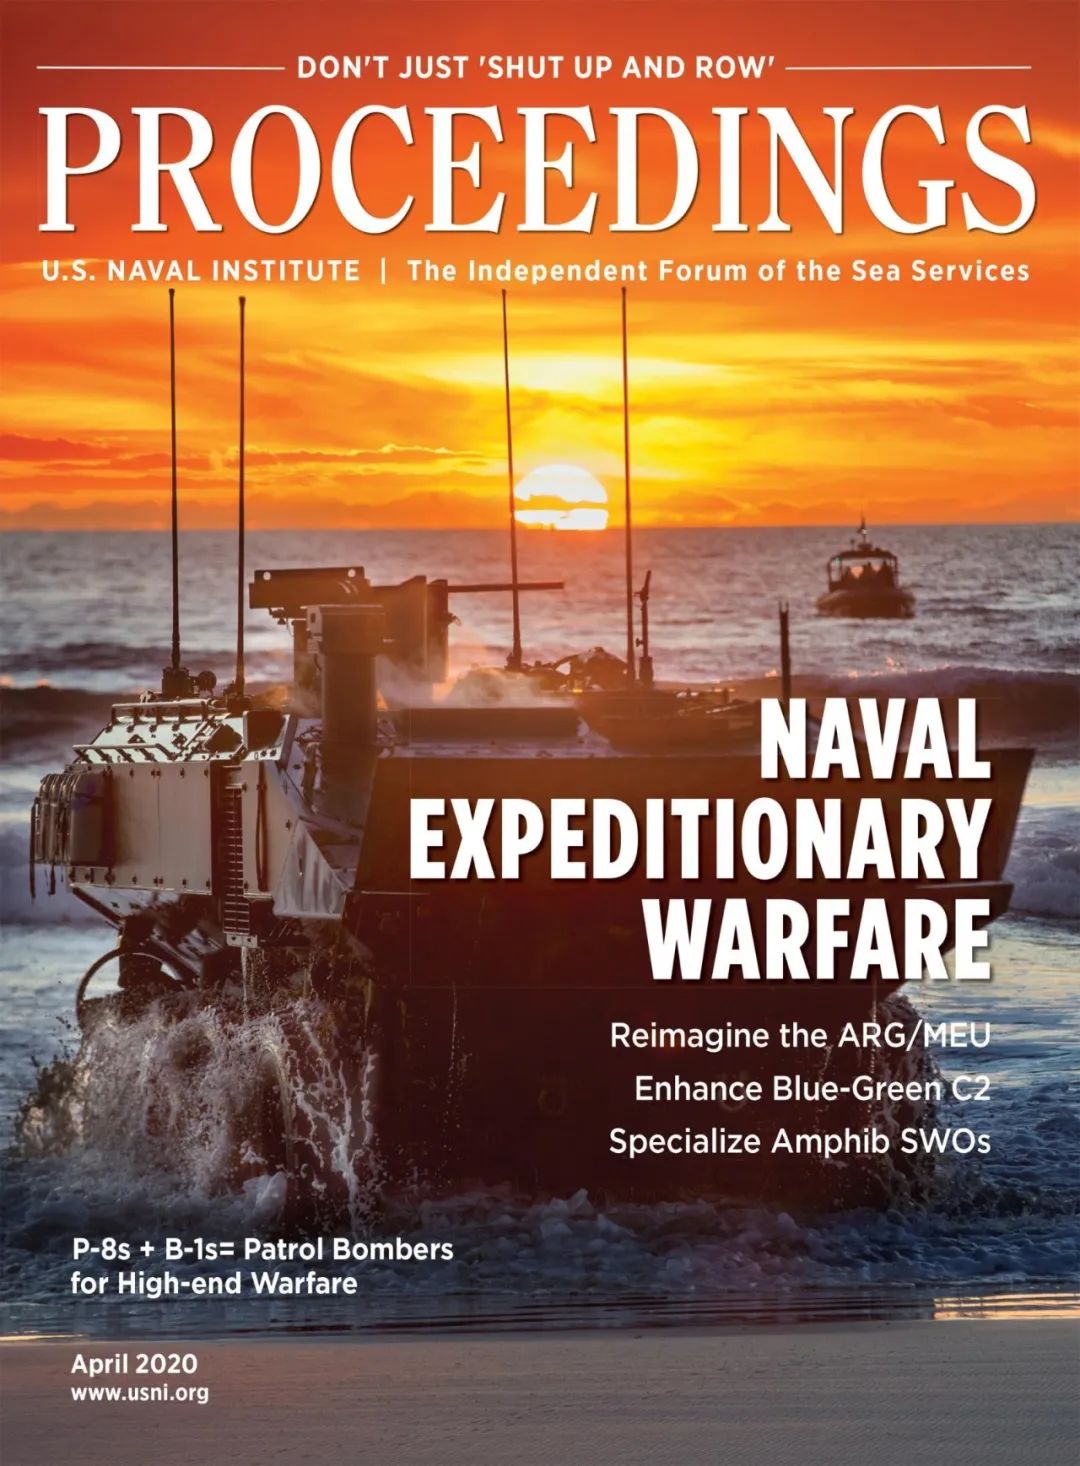 DON'T JUST 'SHUT UP AND ROW'
PROCEEDINGS
U.S. NAVAL INSTITUTE | The Independent Forum of the Sea Services
NAVAL
EXPEDITIONARY
WARFARE
Reimagine the ARG/MEU
Enhance Blue-Green C2
Specialize Amphib SWOs
P-8s + B-1s= Patrol Bombers
for High-end Warfare
April 2020
www.usni.org